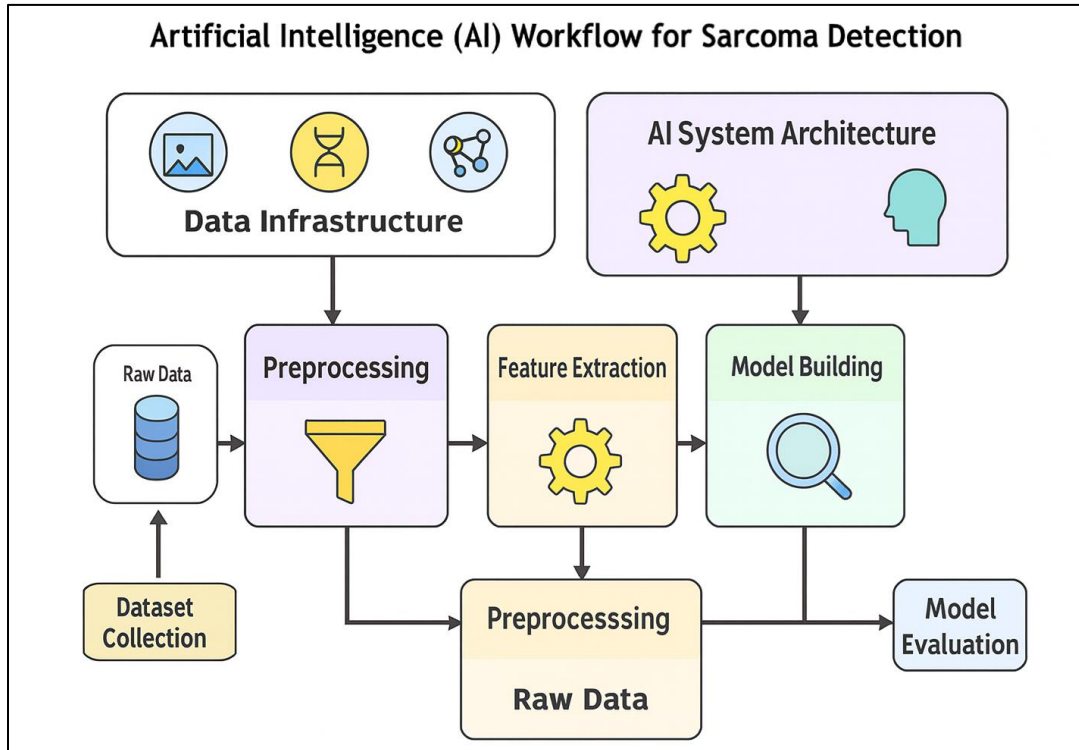 Artificial Intelligence (AI) Workflow for Sarcoma Detection
Data Infrastructure
AI System Architecture
Raw Data
Preprocessing
Feature Extraction
Model Building
Dataset
Collection
Preprocesssing
Raw Data
Model
Evaluation